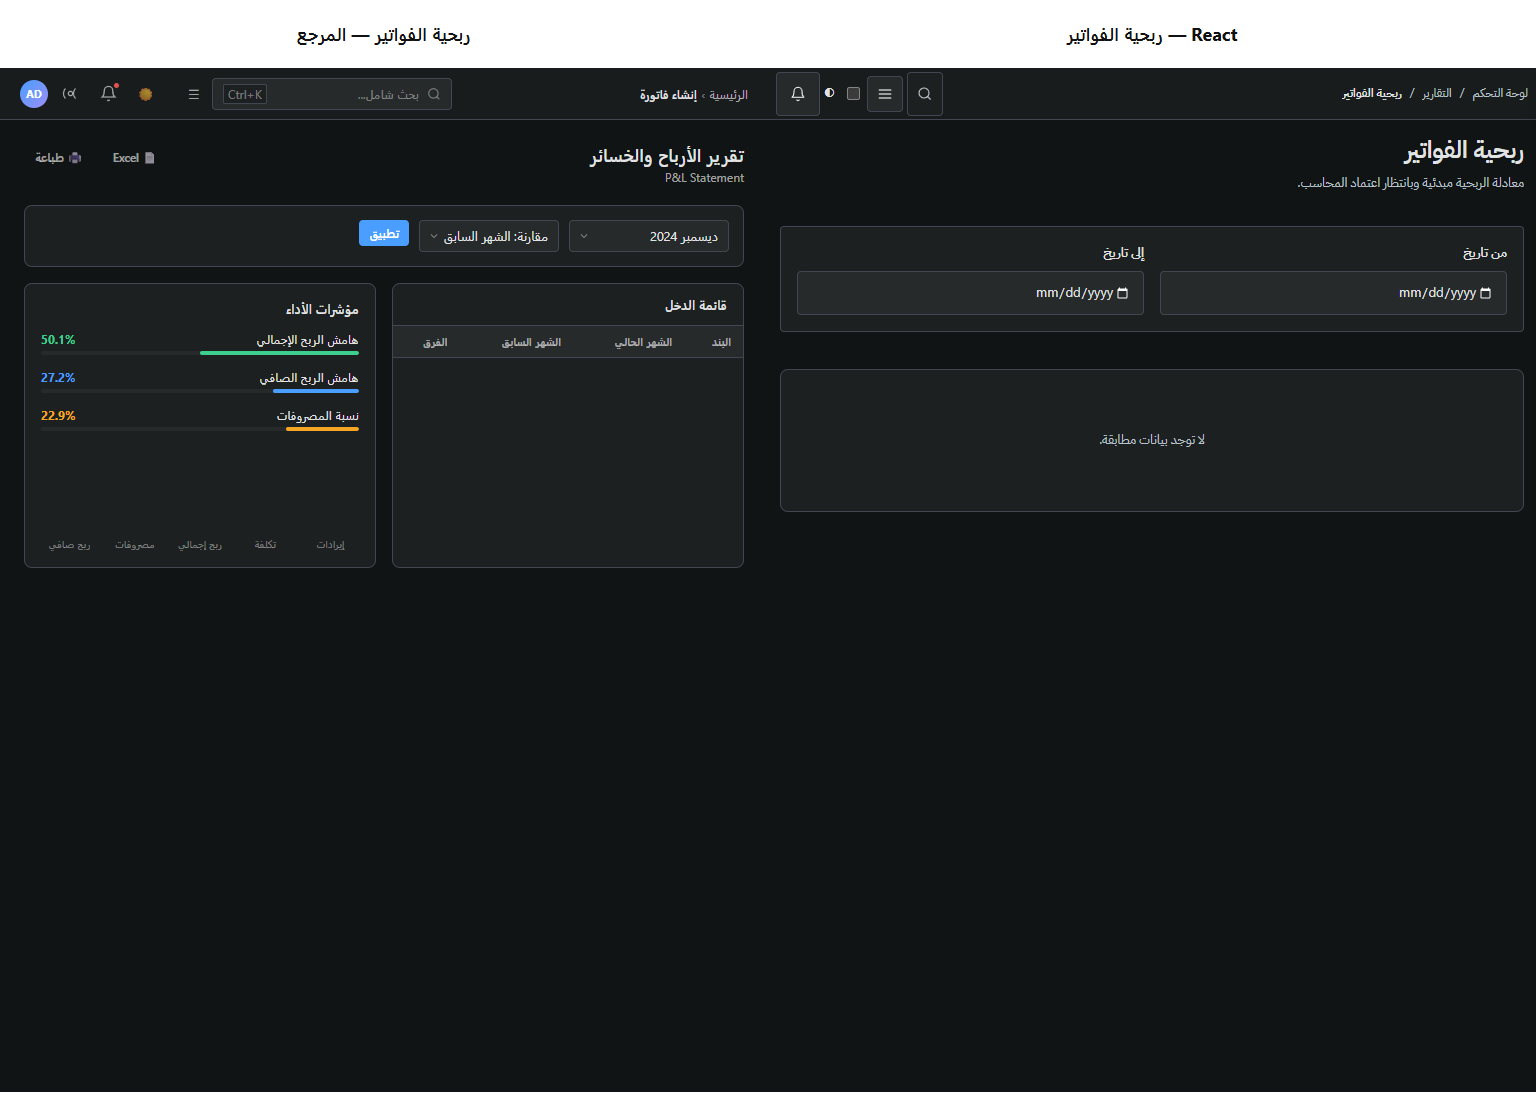 React — ربحية الفواتير
لوحة التحكم / التقارير / ربحية الفواتير
ربحية الفواتير
معادلة الربحية مبدئية وبانتظار اعتماد المحاسب.
من تاريخ
إلى تاريخ
mm/dd/yyyy
mm/dd/yyyy
لا توجد بيانات مطابقة.
ربحية الفواتير — المرجع
الرئيسية › إنشاء فاتورة
بحث شامل...
Ctrl+K
AD
تقرير الأرباح والخسائر
P&L Statement
Excel
طباعة
ديسمبر 2024
مقارنة: الشهر السابق
تطبيق
قائمة الدخل
البند الشهر الحالي الشهر السابق الفرق
مؤشرات الأداء
هامش الربح الإجمالي 50.1%
هامش الربح الصافي 27.2%
نسبة المصروفات 22.9%
إيرادات تكلفة ربح إجمالي مصروفات ربح صافي